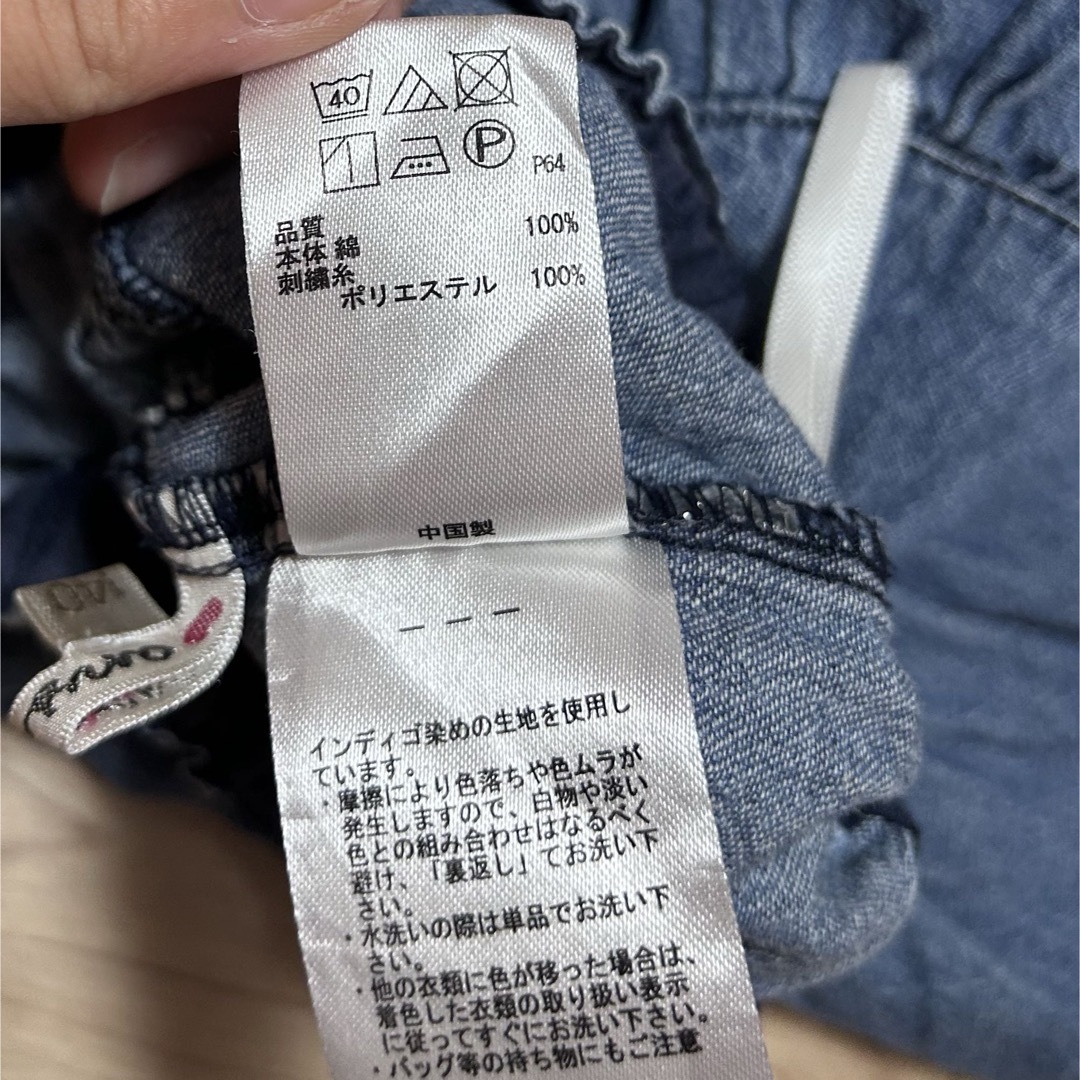 40
P
P64
品質
本体 綿 100%
刺繍糸
ポリエステル 100%
中国製
インディゴ染めの生地を使用し
ています。
・摩擦により色落ちや色ムラが
発生しますので、白物や淡い
色との組み合わせはなるべく
避け、「裏返し」てお洗い下
さい。
・水洗いの際は単品でお洗い下
さい。
・他の衣類に色が移った場合は、
着色した衣類の取り扱い表示
に従ってすぐにお洗い下さい。
・バッグ等の持ち物にもご注意